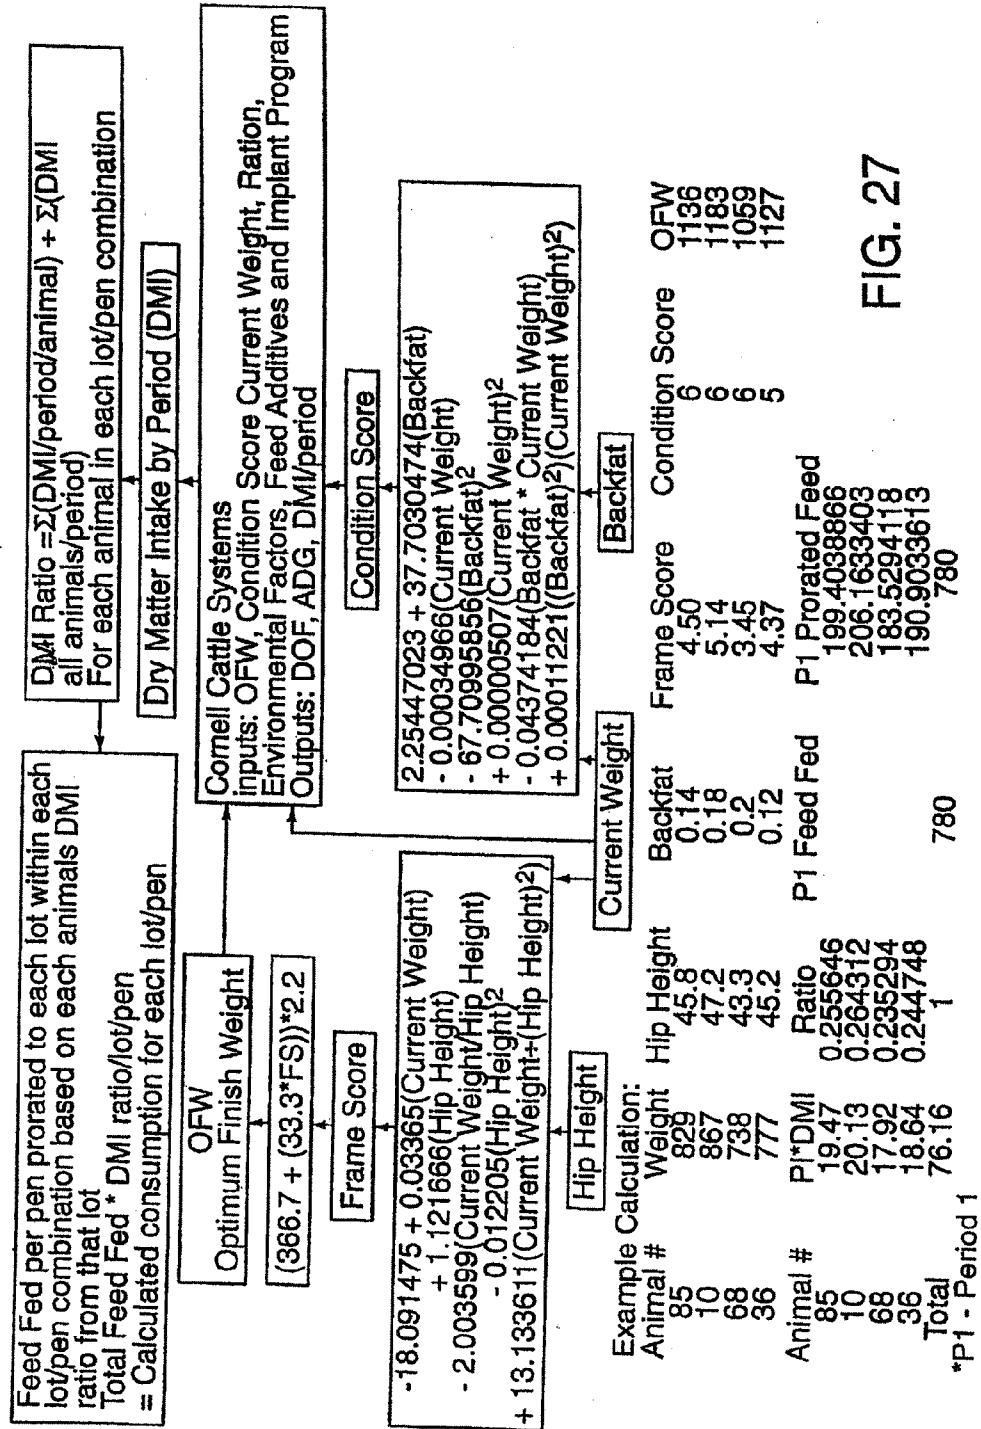 Feed Fed per pen prorated to each lot within each
lot/pen combination based on each animals DMI
ratio from that lot
Total Feed Fed * DMI ratio/lot/pen
= Calculated consumption for each lot/pen
DMI Ratio =Σ(DMI/period/animal) + Σ(DMI
all animals/period)
For each animal in each lot/pen combination
Dry Matter Intake by Period (DMI)
OFW
Optimum Finish Weight
Cornell Cattle Systems
inputs: OFW, Condition Score Current Weight, Ration,
Environmental Factors, Feed Additives and Implant Program
Outputs: DOF, ADG, DMI/period
(366.7 + (33.3*FS))*2.2
Frame Score
Condition Score
-18.091475 + 0.03365(Current Weight)
+ 1.121666(Hip Height)
- 2.003599(Current Weight/Hip Height)
- 0.012205(Hip Height)2
+ 13.133611(Current Weight÷(Hip Height)2)
2.25447023 + 37.7030474(Backfat)
- 0.00034966(Current Weight)
- 67.70995856(Backfat)2
+ 0.00000507(Current Weight)2
- 0.04374184(Backfat * Current Weight)
+ 0.00011221((Backfat)2)(Current Weight)2)
Hip Height
Current Weight
Backfat
Example Calculation:
Animal # Weight Hip Height Backfat Frame Score Condition Score OFW
85 829 45.8 0.14 4.50 6 1136
10 867 47.2 0.18 5.14 6 1183
68 738 43.3 0.2 3.45 6 1059
36 777 45.2 0.12 4.37 5 1127
Animal # PI*DMI Ratio P1 Feed Fed P1 Prorated Feed
85 19.47 0.255646 199.4038866
10 20.13 0.264312 206.1633403
68 17.92 0.235294 183.5294118
36 18.64 0.244748 190.9033613
Total 76.16 1 780 780
*P1 - Period 1
FIG. 27